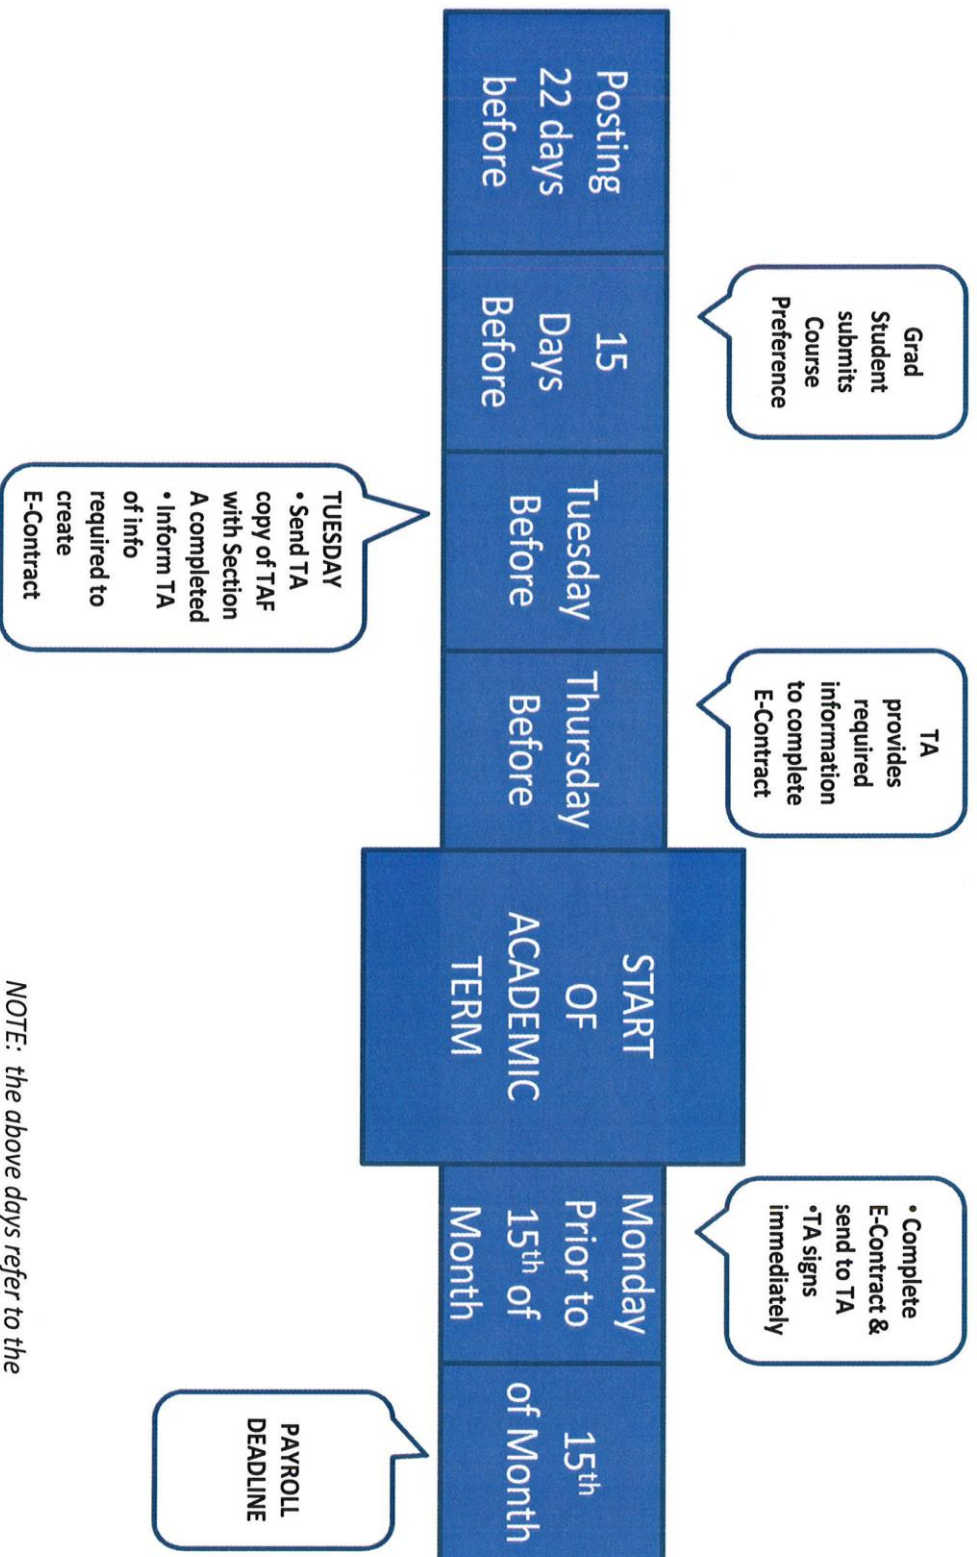 Grad
Student
submits
Course
Preference
TA
provides
required
information
to complete
E-Contract
• Complete
E-Contract &
send to TA
•TA signs
immediately
Posting
22 days
before
15
Days
Before
Tuesday
Before
Thursday
Before
START
OF
ACADEMIC
TERM
Monday
Prior to
15th of
Month
15th
of Month
TUESDAY
• Send TA
copy of TAF
with Section
A completed
• Inform TA
of info
required to
create
E-Contract
PAYROLL
DEADLINE
NOTE: the above days refer to the